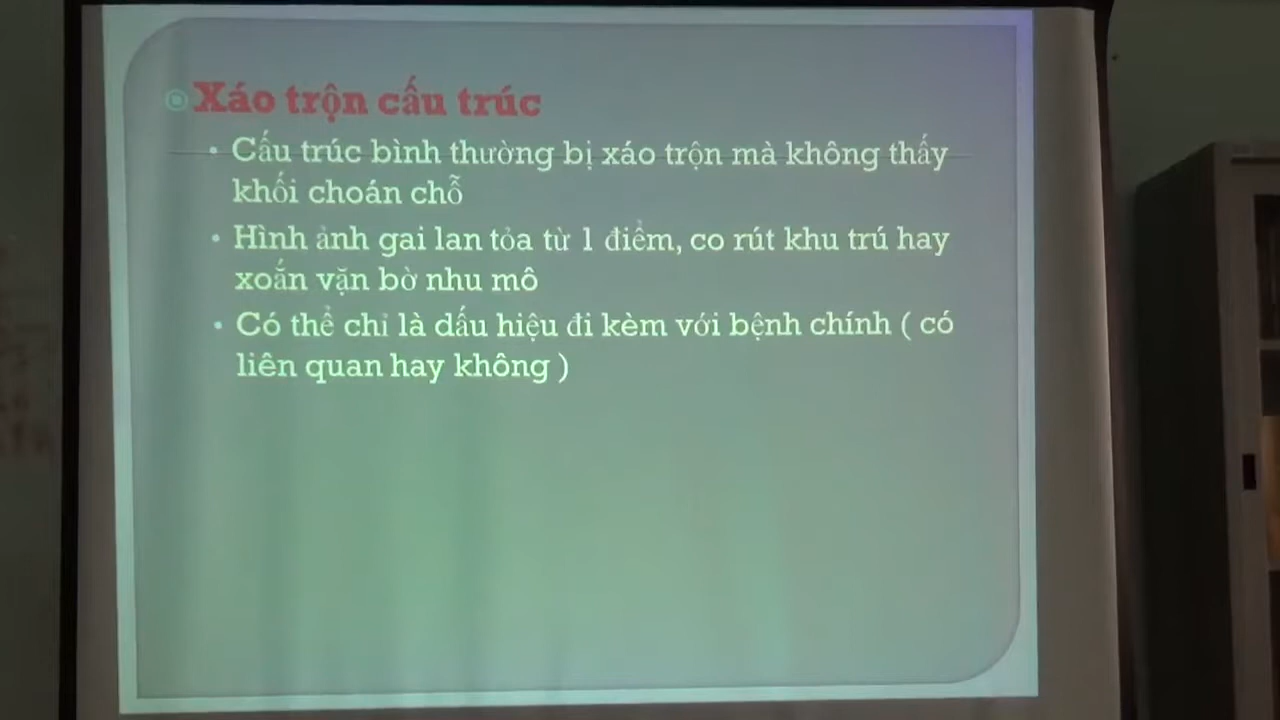 Xáo trộn cấu trúc
• Cấu trúc bình thường bị xáo trộn mà không thấy
khối choán chỗ
• Hình ảnh gai lan tỏa từ 1 điểm, co rút khu trú hay
xoắn vặn bờ nhu mô
• Có thể chỉ là dấu hiệu đi kèm với bệnh chính ( có
liên quan hay không )